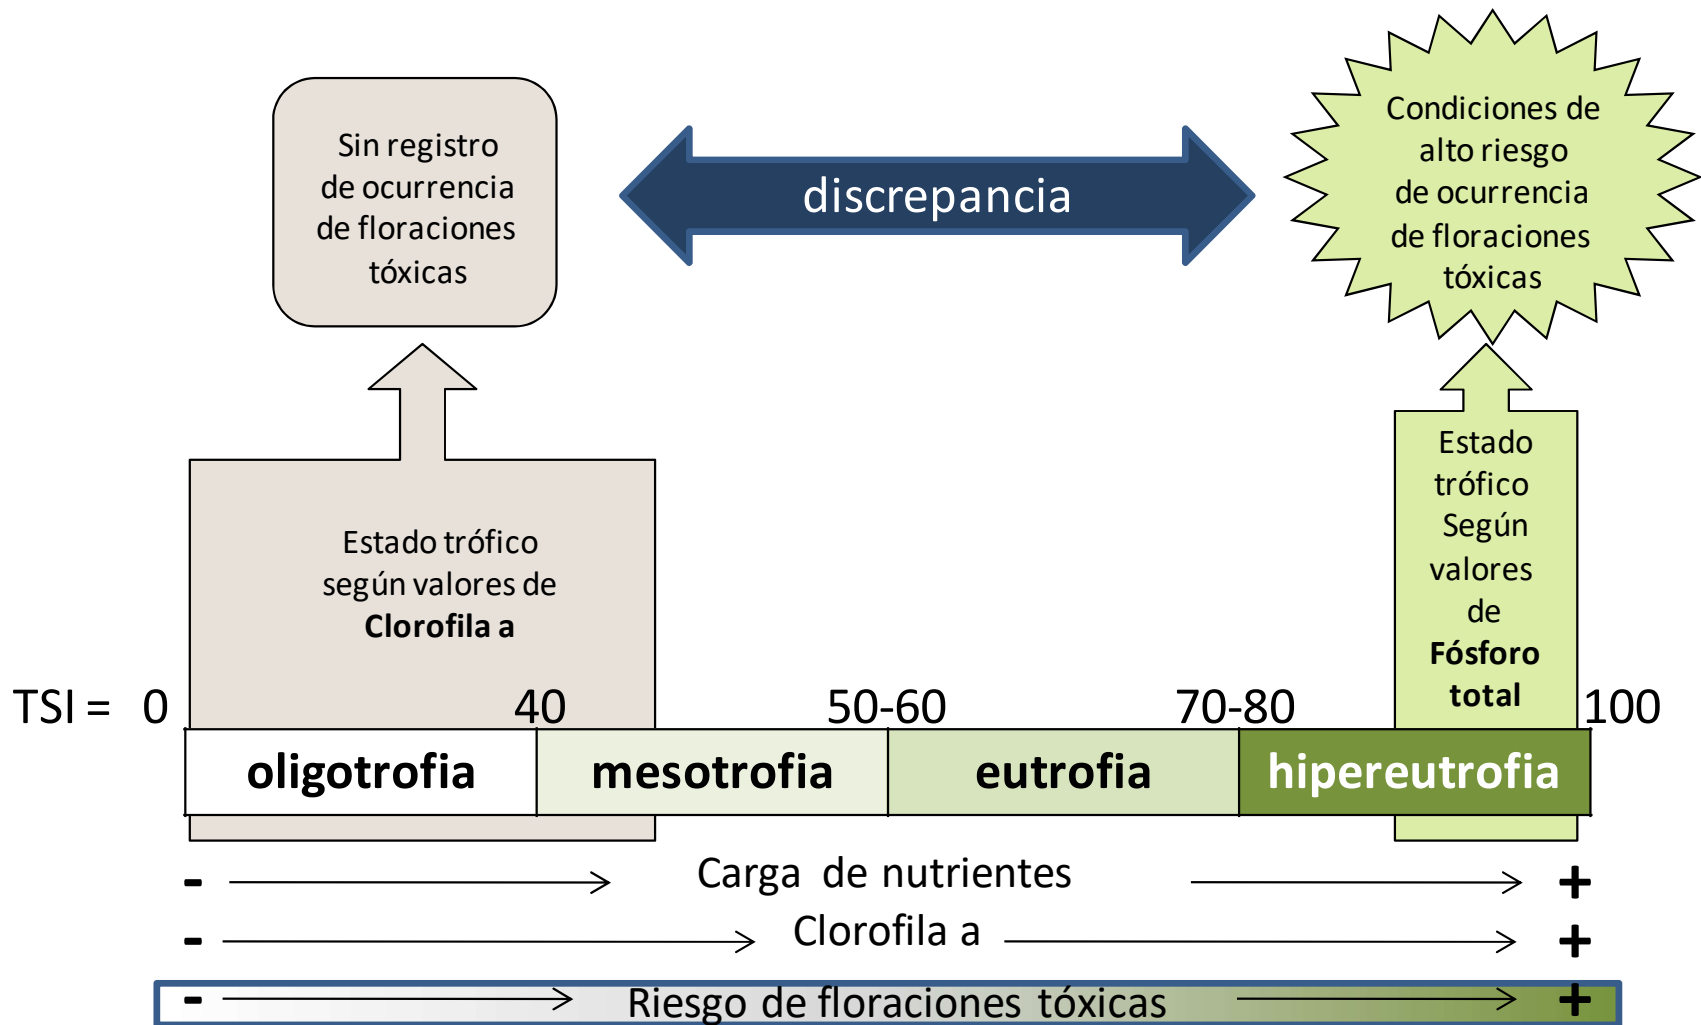 Sin registro
de ocurrencia
de floraciones
tóxicas
discrepancia
Condiciones de
alto riesgo
de ocurrencia
de floraciones
tóxicas
Estado trófico
según valores de
Clorofila a
Estado
trófico
Según
valores
de
Fósforo
total
TSI = 0 40 50-60 70-80 100
oligotrofia mesotrofia eutrofia hipereutrofia
- Carga de nutrientes +
- Clorofila a +
- Riesgo de floraciones tóxicas +